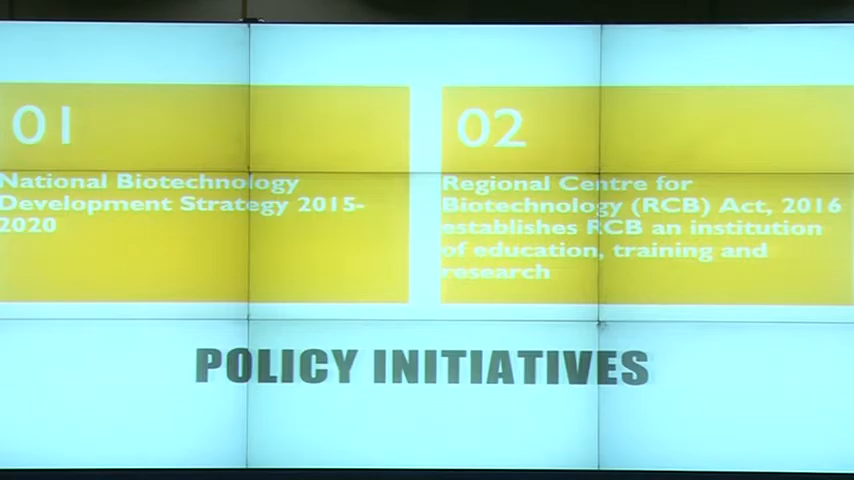 01
National Biotechnology
Development Strategy 2015-
2020
02
Regional Centre for
Biotechnology (RCB) Act, 2016
establishes RCB an institution
of education, training and
research
POLICY INITIATIVES